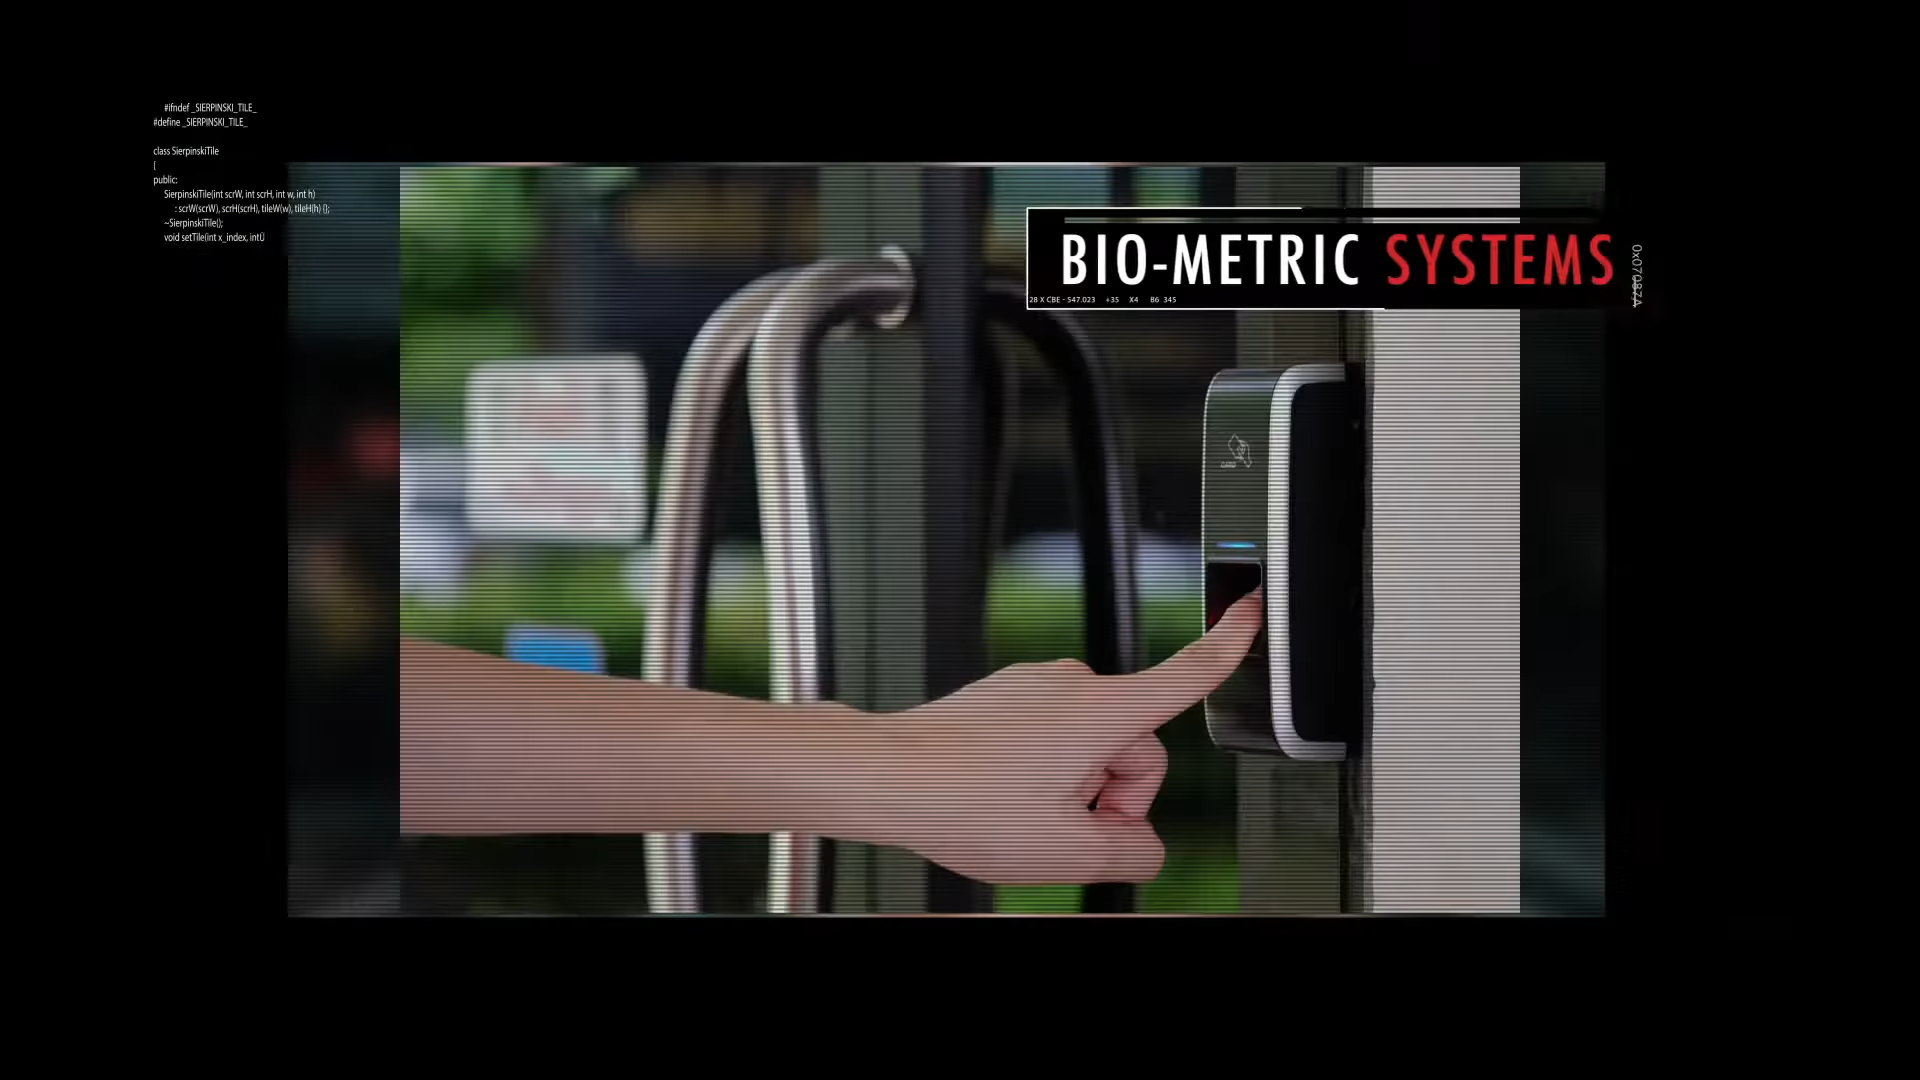 #ifndef _SIERPINSKI_TILE_
#define _SIERPINSKI_TILE_
class SierpinskiTile
{
public:
SierpinskiTile(int scrW, int scrH, int w, int h)
: scrW(scrW), scrH(scrH), tileW(w), tileH(h) {};
~SierpinskiTile();
void setTile(int x_index, intÜ
BIO-METRIC SYSTEMS
28 X CBE - 547.023 +35 X4 B6 345
CARD